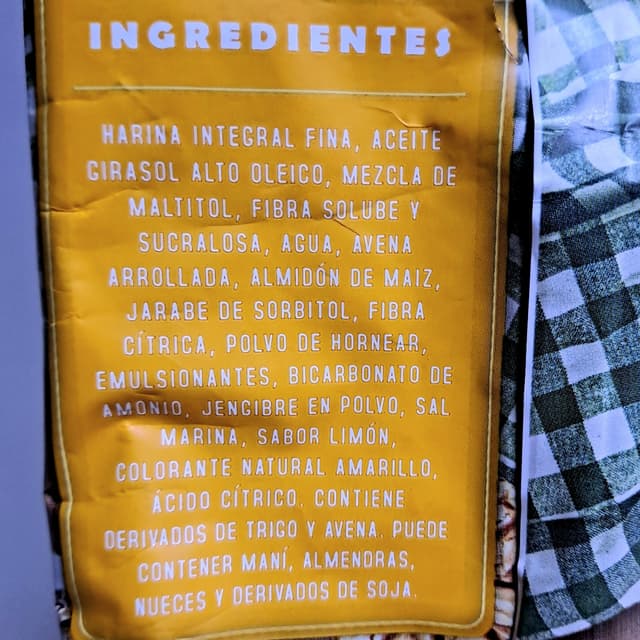 INGREDIENTES
HARINA INTEGRAL FINA, ACEITE
GIRASOL ALTO OLEICO, MEZCLA DE
MALTITOL, FIBRA SOLUBE Y
SUCRALOSA, AGUA, AVENA
ARROLLADA, ALMIDÓN DE MAIZ,
JARABE DE SORBITOL, FIBRA
CÍTRICA, POLVO DE HORNEAR,
EMULSIONANTES, BICARBONATO DE
AMONIO, JENGIBRE EN POLVO, SAL
MARINA, SABOR LIMÓN,
COLORANTE NATURAL AMARILLO,
ÁCIDO CÍTRICO. CONTIENE
DERIVADOS DE TRIGO Y AVENA. PUEDE
CONTENER MANÍ, ALMENDRAS,
NUECES Y DERIVADOS DE SOJA.